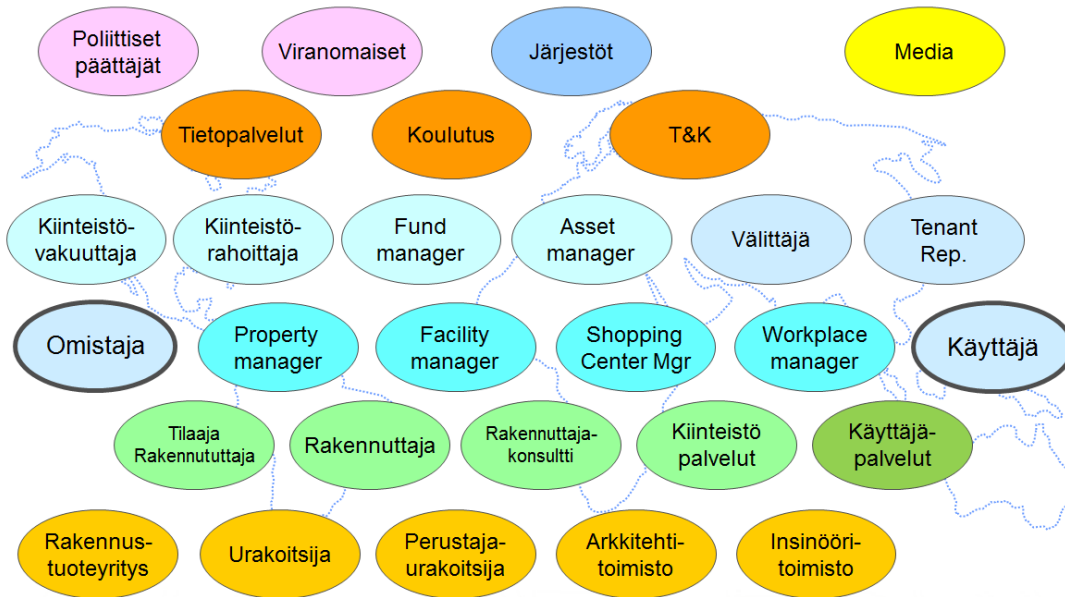 Poliittiset
päättäjät
Viranomaiset
Järjestöt
Media
Tietopalvelut
Koulutus
T&K
Kiinteistö-
vakuuttaja
Kiinteistö-
rahoittaja
Fund
manager
Asset
manager
Välittäjä
Tenant
Rep.
Omistaja
Property
manager
Facility
manager
Shopping
Center Mgr
Workplace
manager
Käyttäjä
Tilaaja
Rakennututtaja
Rakennuttaja
Rakennuttaja-
konsultti
Kiinteistö
palvelut
Käyttäjä-
palvelut
Rakennus-
tuoteyritys
Urakoitsija
Perustaja-
urakoitsija
Arkkitehti-
toimisto
Insinööri-
toimisto